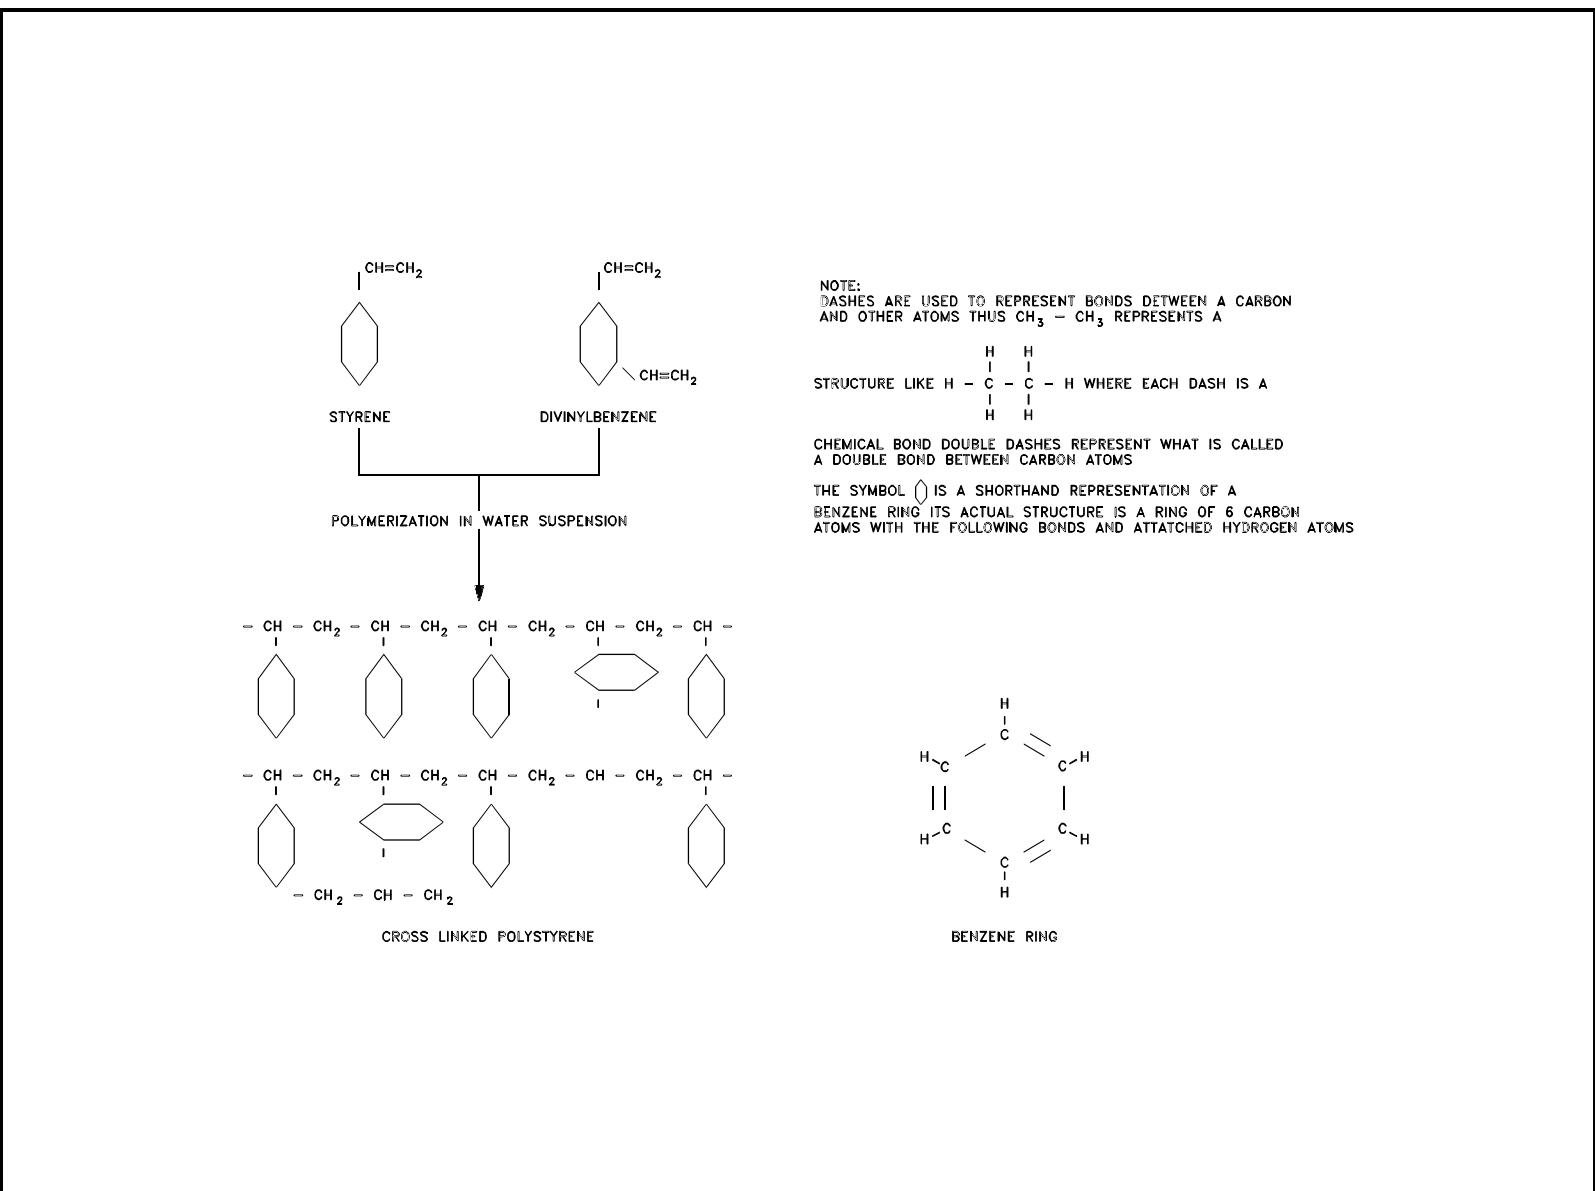 CH=CH2
STYRENE
CH=CH2
CH=CH2
DIVINYLBENZENE
POLYMERIZATION IN WATER SUSPENSION
– CH – CH2 – CH – CH2 – CH – CH2 – CH – CH2 – CH –
– CH – CH2 – CH – CH2 – CH – CH2 – CH – CH2 – CH –
– CH2 – CH – CH2
CROSS LINKED POLYSTYRENE
NOTE:
DASHES ARE USED TO REPRESENT BONDS DETWEEN A CARBON
AND OTHER ATOMS THUS CH3 – CH3 REPRESENTS A
H H
STRUCTURE LIKE H – C – C – H WHERE EACH DASH IS A
H H
CHEMICAL BOND DOUBLE DASHES REPRESENT WHAT IS CALLED
A DOUBLE BOND BETWEEN CARBON ATOMS
THE SYMBOL IS A SHORTHAND REPRESENTATION OF A
BENZENE RING ITS ACTUAL STRUCTURE IS A RING OF 6 CARBON
ATOMS WITH THE FOLLOWING BONDS AND ATTATCHED HYDROGEN ATOMS
H
C
H C C H
H C C H
C
H
BENZENE RING